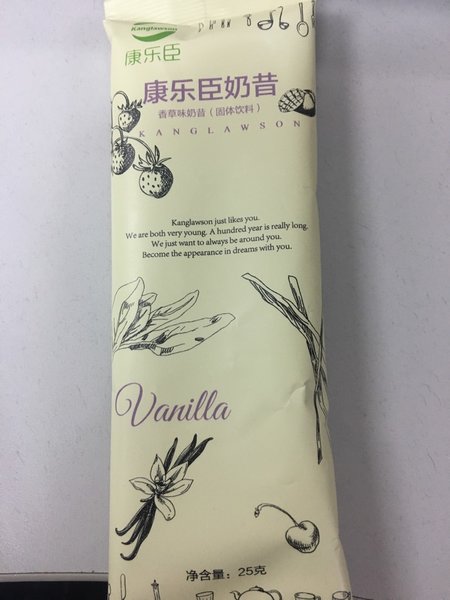 Kanglawson
康乐臣
康乐臣奶昔
香草味奶昔（固体饮料）
KANGLAWSON
Kanglawson just likes you.
We are both very young. A hundred year is really long,
We just want to always be around you.
Become the appearance in dreams with you.
Vanilla
净含量：25克